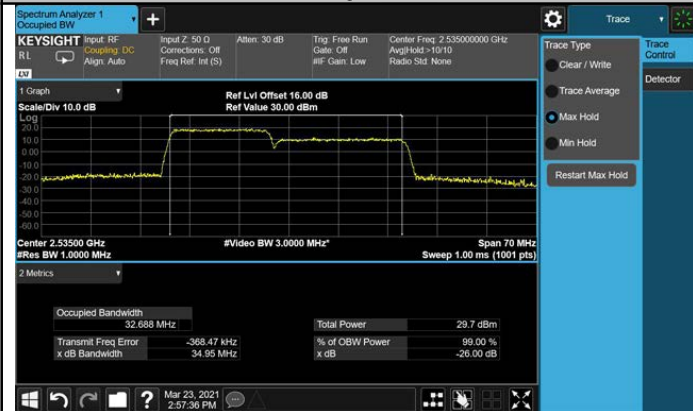 Spectrum Analyzer 1
Occupied BW
+
Trace
KEYSIGHT Input: RF
R L
Coupling: DC
Align: Auto
LXI
Input Z: 50 Ω
Corrections: Off
Freq Ref: Int (S)
Atten: 30 dB
Trig: Free Run
Gate: Off
#IF Gain: Low
Center Freq: 2.535000000 GHz
Avg|Hold:>10/10
Radio Std: None
Trace Type
Clear / Write
Trace Average
Max Hold
Min Hold
Restart Max Hold
Trace
Control
Detector
1 Graph
Scale/Div 10.0 dB
Ref Lvl Offset 16.00 dB
Ref Value 30.00 dBm
Log
20.0
10.0
0.00
-10.0
-20.0
-30.0
-40.0
-50.0
-60.0
Center 2.53500 GHz
#Res BW 1.0000 MHz
#Video BW 3.0000 MHz*
Span 70 MHz
Sweep 1.00 ms (1001 pts)
2 Metrics
Occupied Bandwidth
32.688 MHz
Total Power 29.7 dBm
Transmit Freq Error -368.47 kHz
% of OBW Power 99.00 %
x dB Bandwidth 34.95 MHz
x dB -26.00 dB
?
Mar 23, 2021
2:57:36 PM